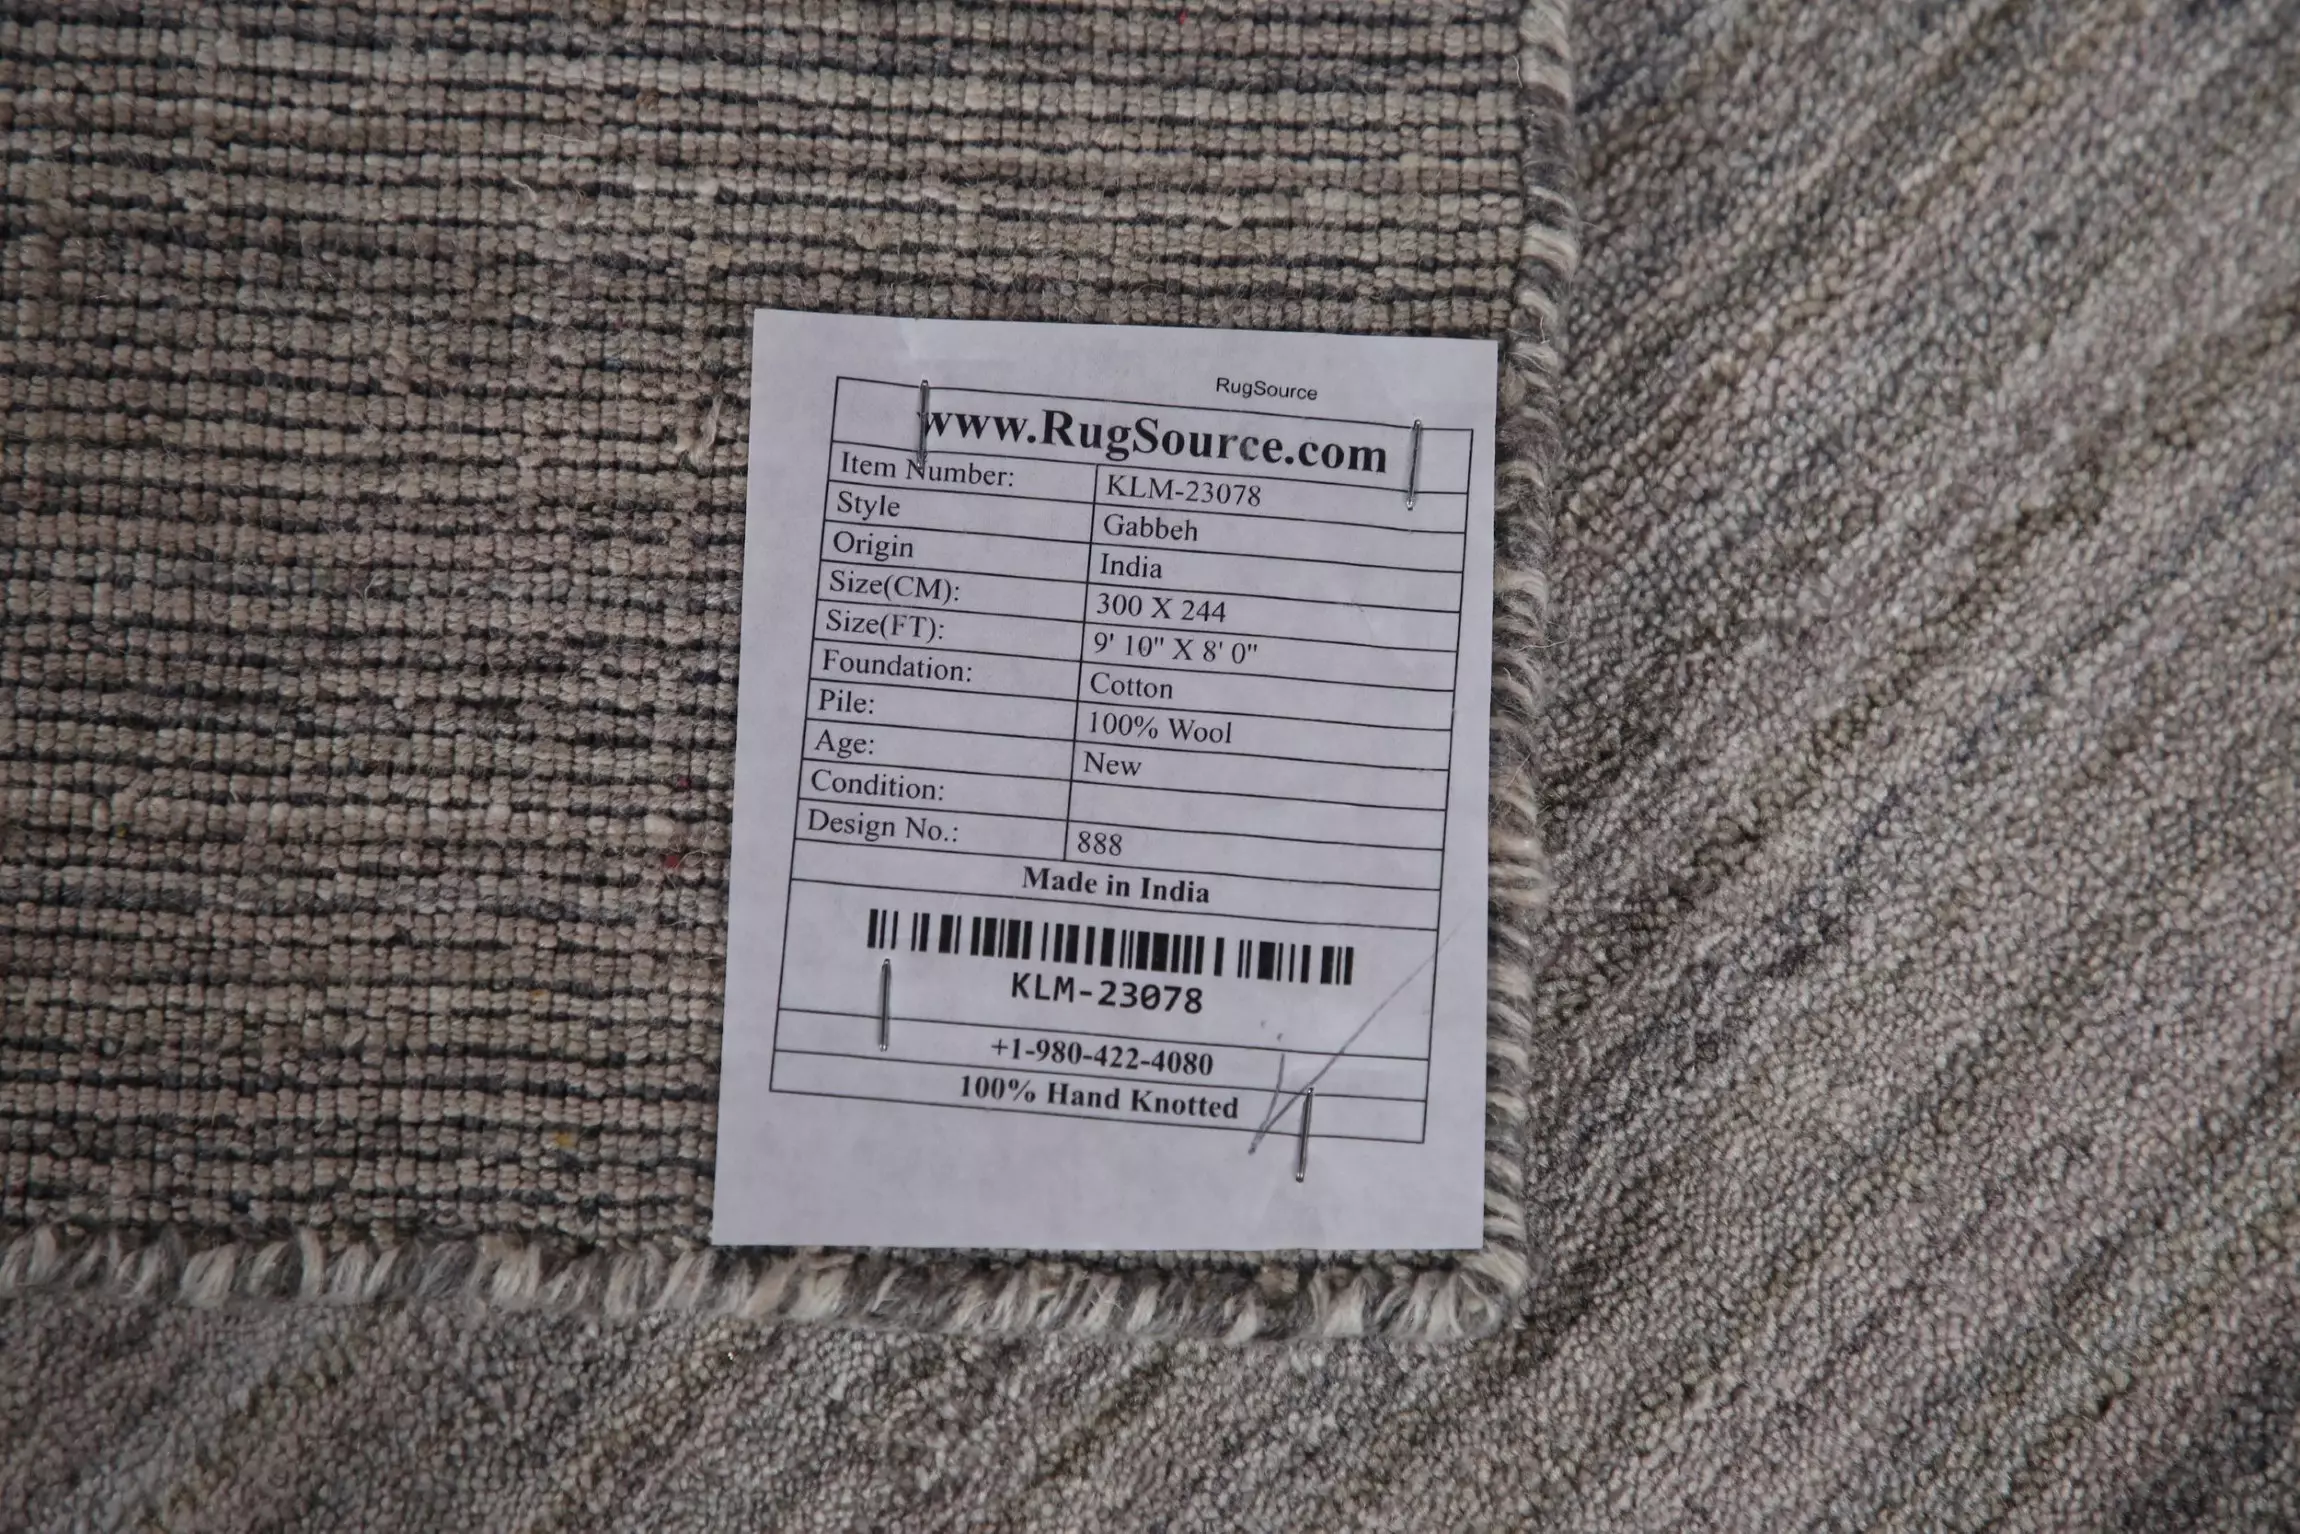 RugSource
www.RugSource.com
Item Number: KLM-23078
Style Gabbeh
Origin India
Size(CM): 300 X 244
Size(FT): 9' 10" X 8' 0"
Foundation: Cotton
Pile: 100% Wool
Age: New
Condition:
Design No.: 888
Made in India
KLM-23078
+1-980-422-4080
100% Hand Knotted